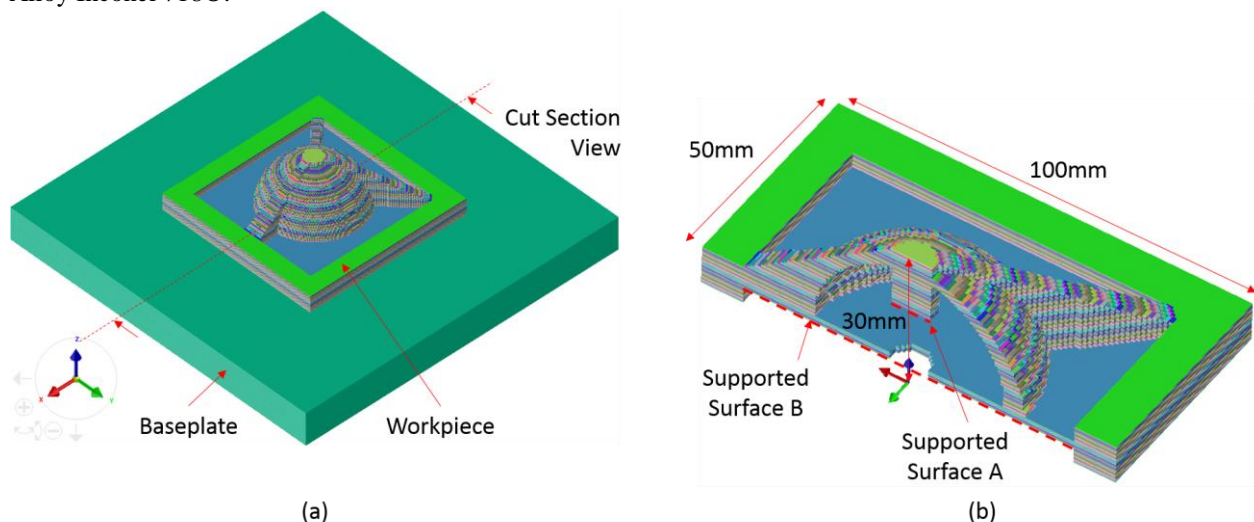 Cut Section
View
Baseplate
Workpiece
(a)
50mm
100mm
30mm
Supported
Surface B
Supported
Surface A
(b)